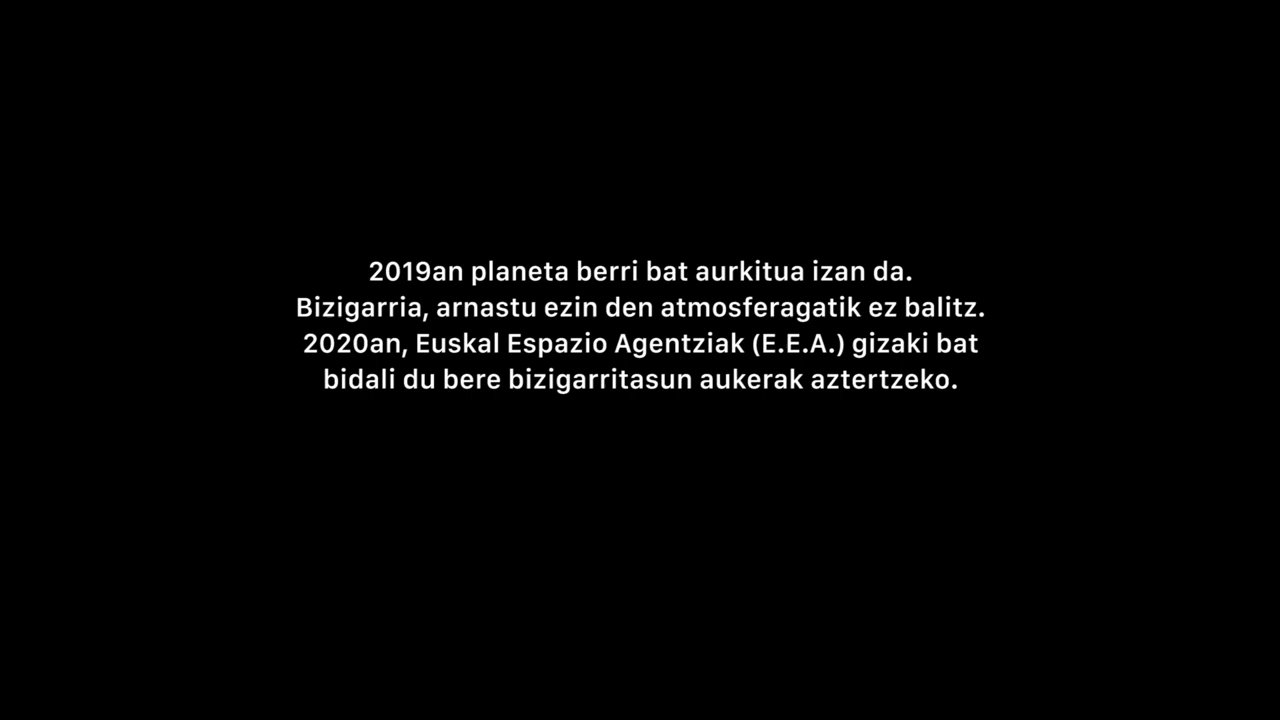 2019an planeta berri bat aurkitua izan da.
Bizigarria, arnastu ezin den atmosferagatik ez balitz.
2020an, Euskal Espazio Agentziak (E.E.A.) gizaki bat
bidali du bere bizigarritasun aukerak aztertzeko.